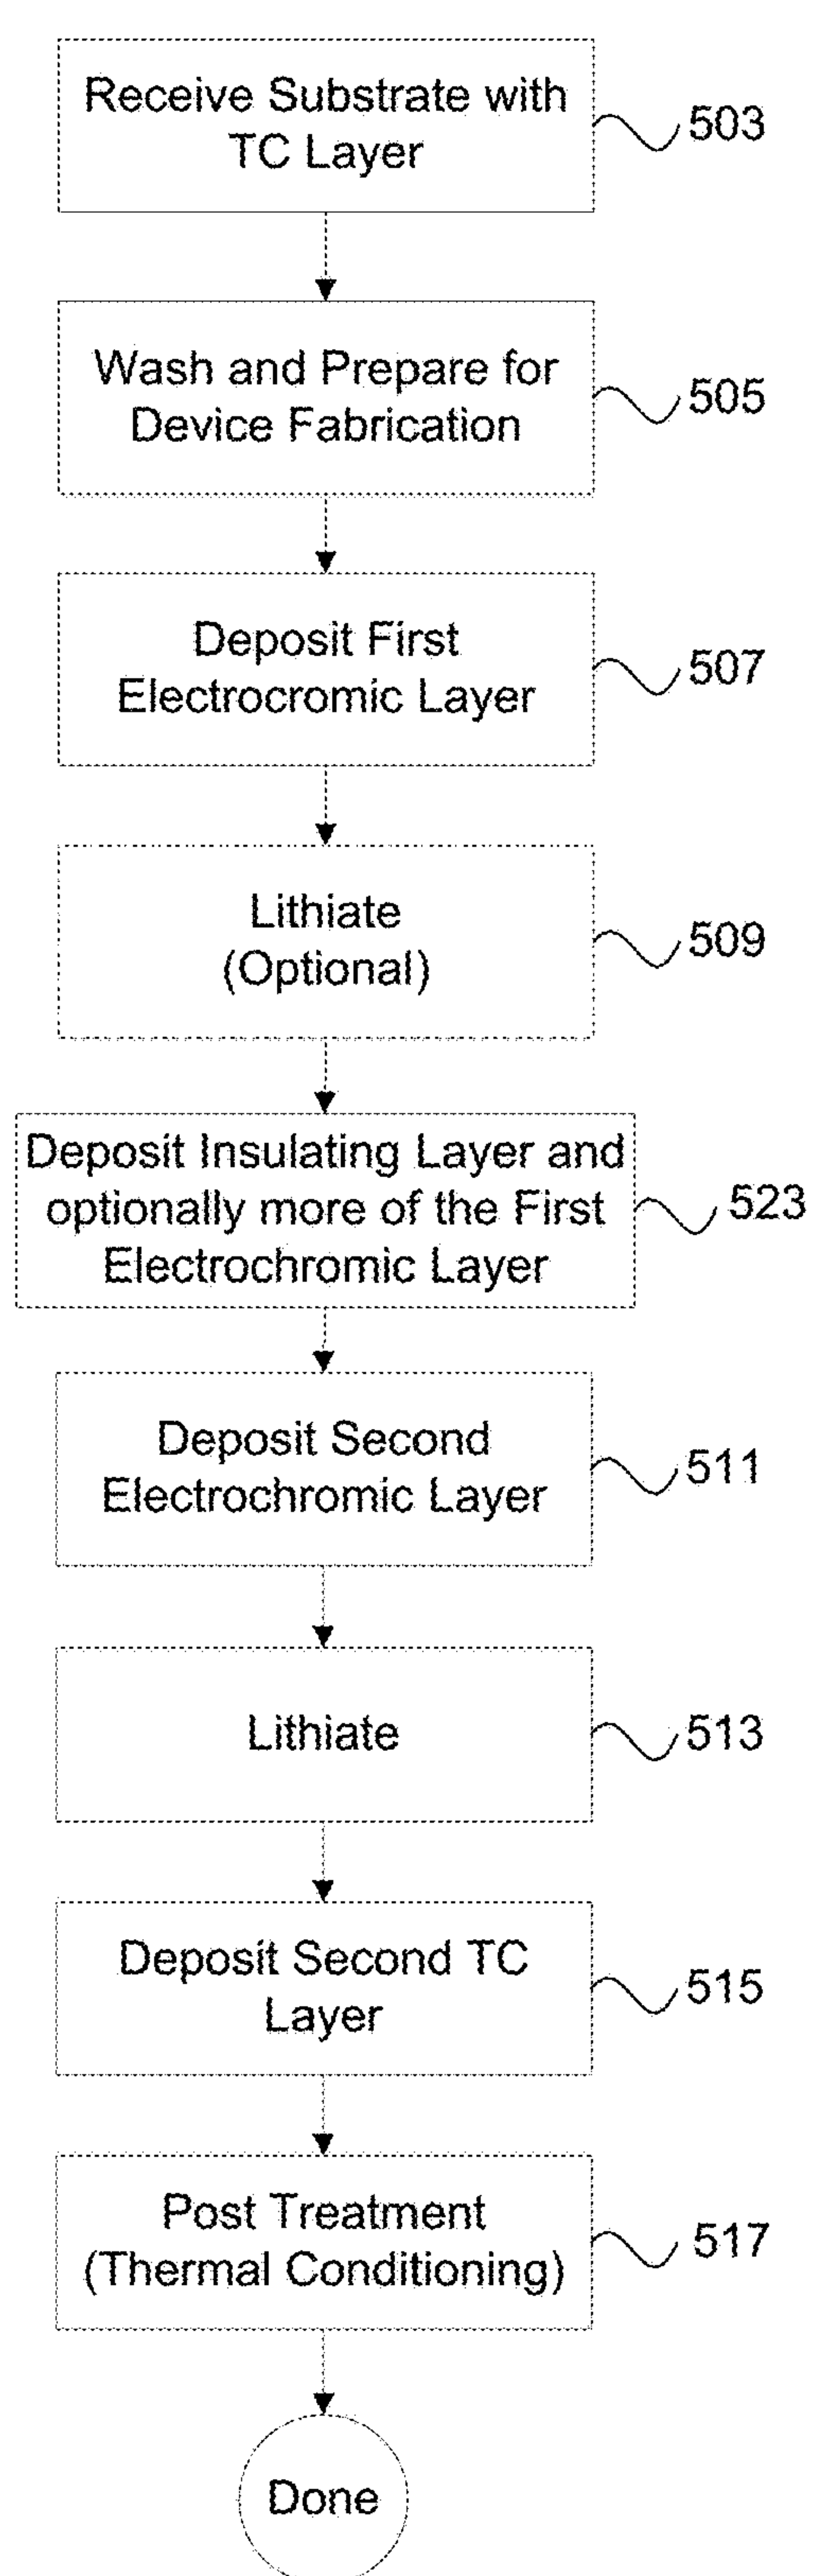 Receive Substrate with
TC Layer
503
Wash and Prepare for
Device Fabrication
505
Deposit First
Electrocromic Layer
507
Lithiate
(Optional)
509
Deposit Insulating Layer and
optionally more of the First
Electrochromic Layer
523
Deposit Second
Electrochromic Layer
511
Lithiate
513
Deposit Second TC
Layer
515
Post Treatment
(Thermal Conditioning)
517
Done